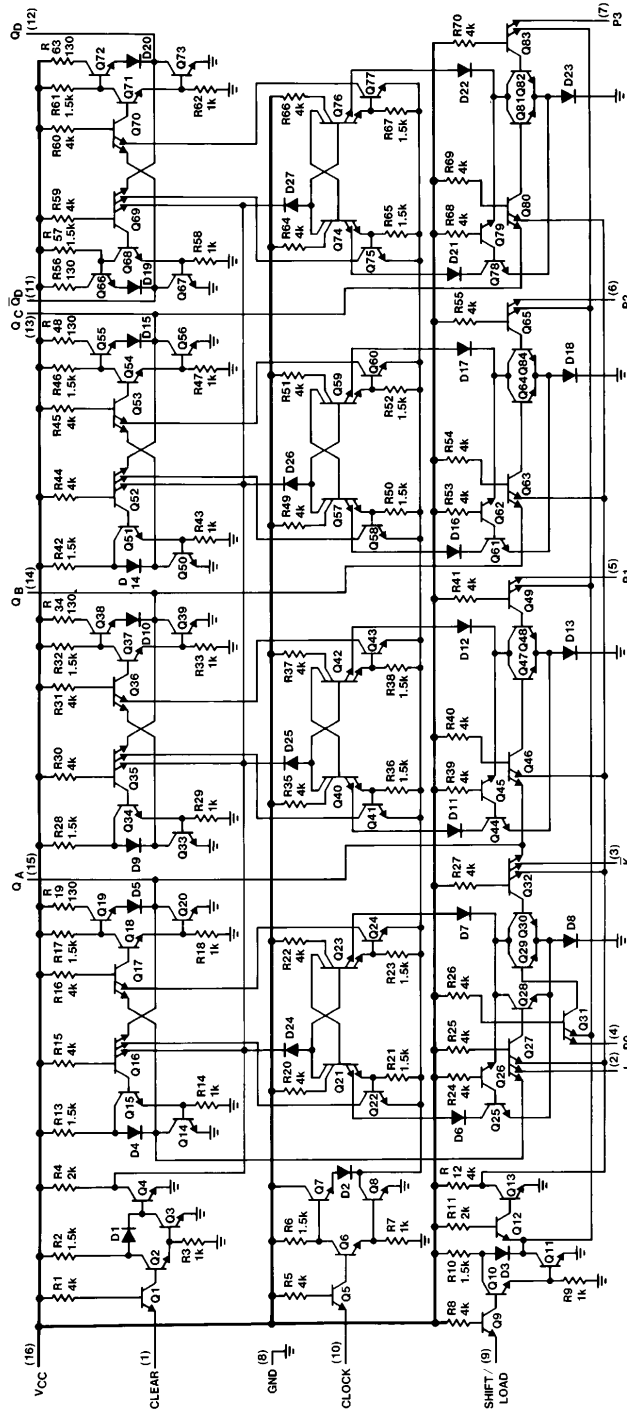 VCC
(16)
CLEAR
(1)
GND
(8)
CLOCK
(10)
SHIFT/
LOAD
(9)
R1
4k
R2
1.5k
R4
2k
D1
Q1
Q2
Q3
Q4
R3
1k
R5
4k
R6
1.5k
Q5
Q6
Q7
D2
Q8
R7
1k
R8
4k
R10
1.5k
R11
2k
R
12
4k
Q9
Q10
D3
Q11
R9
1k
Q12
Q13
QA
(15)
R13
1.5k
R15
4k
R16
4k
R17
1.5k
R
19
130
D4
Q14
Q15
Q16
R14
1k
Q17
Q18
Q19
D5
Q20
R18
1k
D24
R20
4k
Q21
Q22
R21
1.5k
R22
4k
Q23
Q24
R23
1.5k
D6
R24
4k
R25
4k
R26
4k
Q25
Q26
Q27
Q28
D7
Q29
Q30
Q31
D8
R27
4k
Q32
(2)
J
(4)
P0
(3)
K
QB
(14)
R28
1.5k
R30
4k
R31
4k
R32
1.5k
R
34
130
D9
Q33
Q34
Q35
R29
1k
Q36
Q37
Q38
D10
Q39
R33
1k
D25
R35
4k
Q40
Q41
R36
1.5k
R37
4k
Q42
Q43
R38
1.5k
D11
R39
4k
R40
4k
Q44
Q45
Q46
D12
Q47
Q48
D13
R41
4k
Q49
(5)
P1
QC
(13)
R42
1.5k
R44
4k
R45
4k
R46
1.5k
R
48
130
D
14
Q50
Q51
Q52
R43
1k
Q53
Q54
Q55
D15
Q56
R47
1k
D26
R49
4k
Q57
Q58
R50
1.5k
R51
4k
Q59
Q60
R52
1.5k
D16
R53
4k
R54
4k
Q61
Q62
Q63
D17
Q64
Q84
D18
R55
4k
Q65
(6)
P2
Q̅D
(11)
QD
(12)
R56
130
R
57
1.5k
R59
4k
R60
4k
R61
1.5k
R
63
130
Q66
D19
Q67
Q68
Q69
R58
1k
Q70
Q71
Q72
D20
Q73
R62
1k
D27
R64
4k
Q74
Q75
R65
1.5k
R66
4k
Q76
Q77
R67
1.5k
D21
R68
4k
R69
4k
Q78
Q79
Q80
D22
Q81
Q82
D23
R70
4k
Q83
(7)
P3